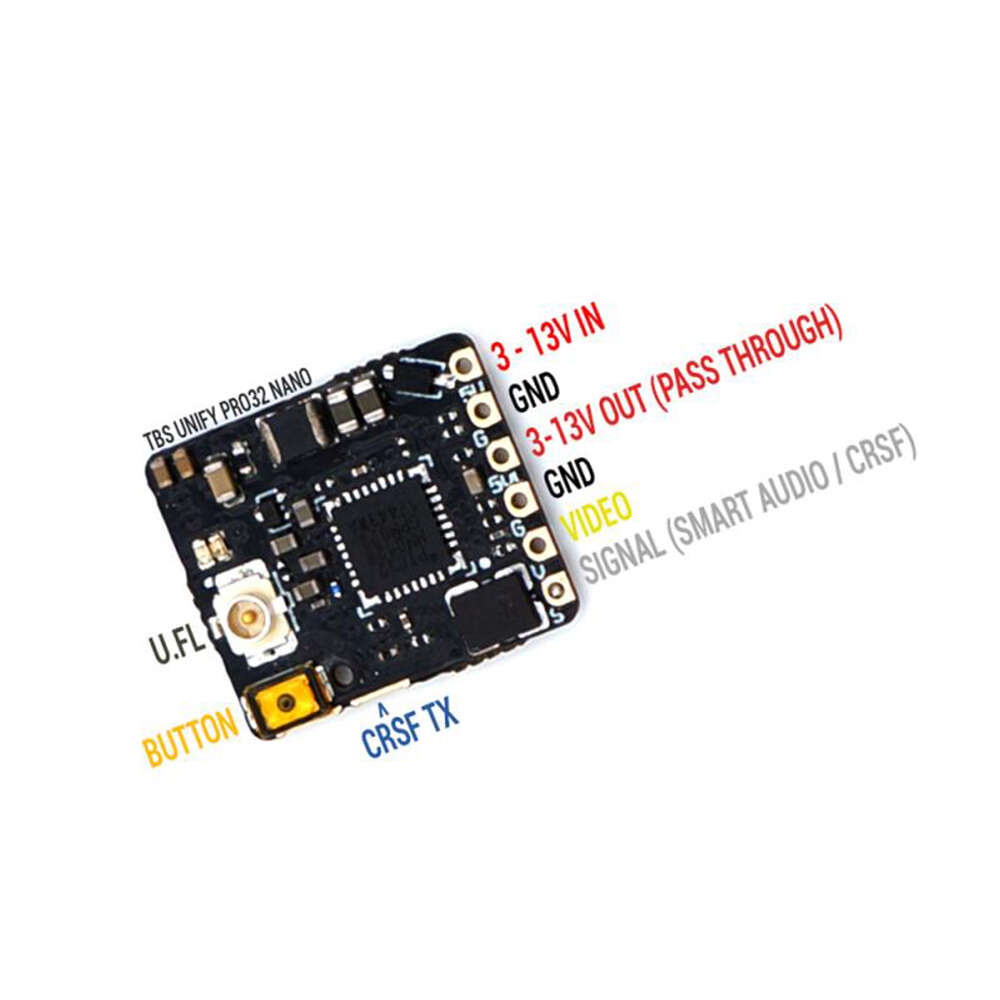 TBS UNIFY PRO32 NANO
3 - 13V IN
GND
3-13V OUT (PASS THROUGH)
GND
VIDEO
SIGNAL (SMART AUDIO / CRSF)
U.FL
BUTTON
^
CRSF TX
G
G
V
S